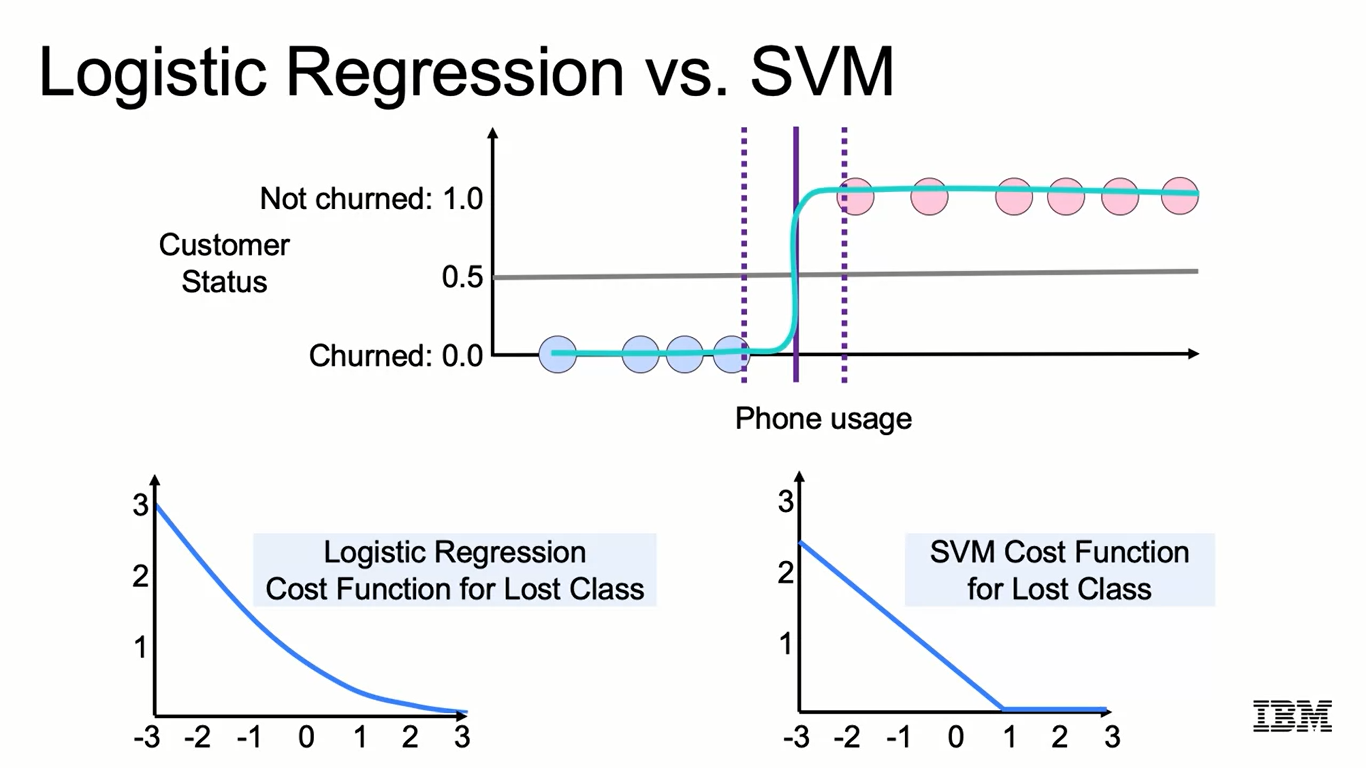 Logistic Regression vs. SVM
Not churned: 1.0
Customer
Status
0.5
Churned: 0.0
Phone usage
3
2
1
-3 -2 -1 0 1 2 3
Logistic Regression
Cost Function for Lost Class
3
2
1
-3 -2 -1 0 1 2 3
SVM Cost Function
for Lost Class
IBM